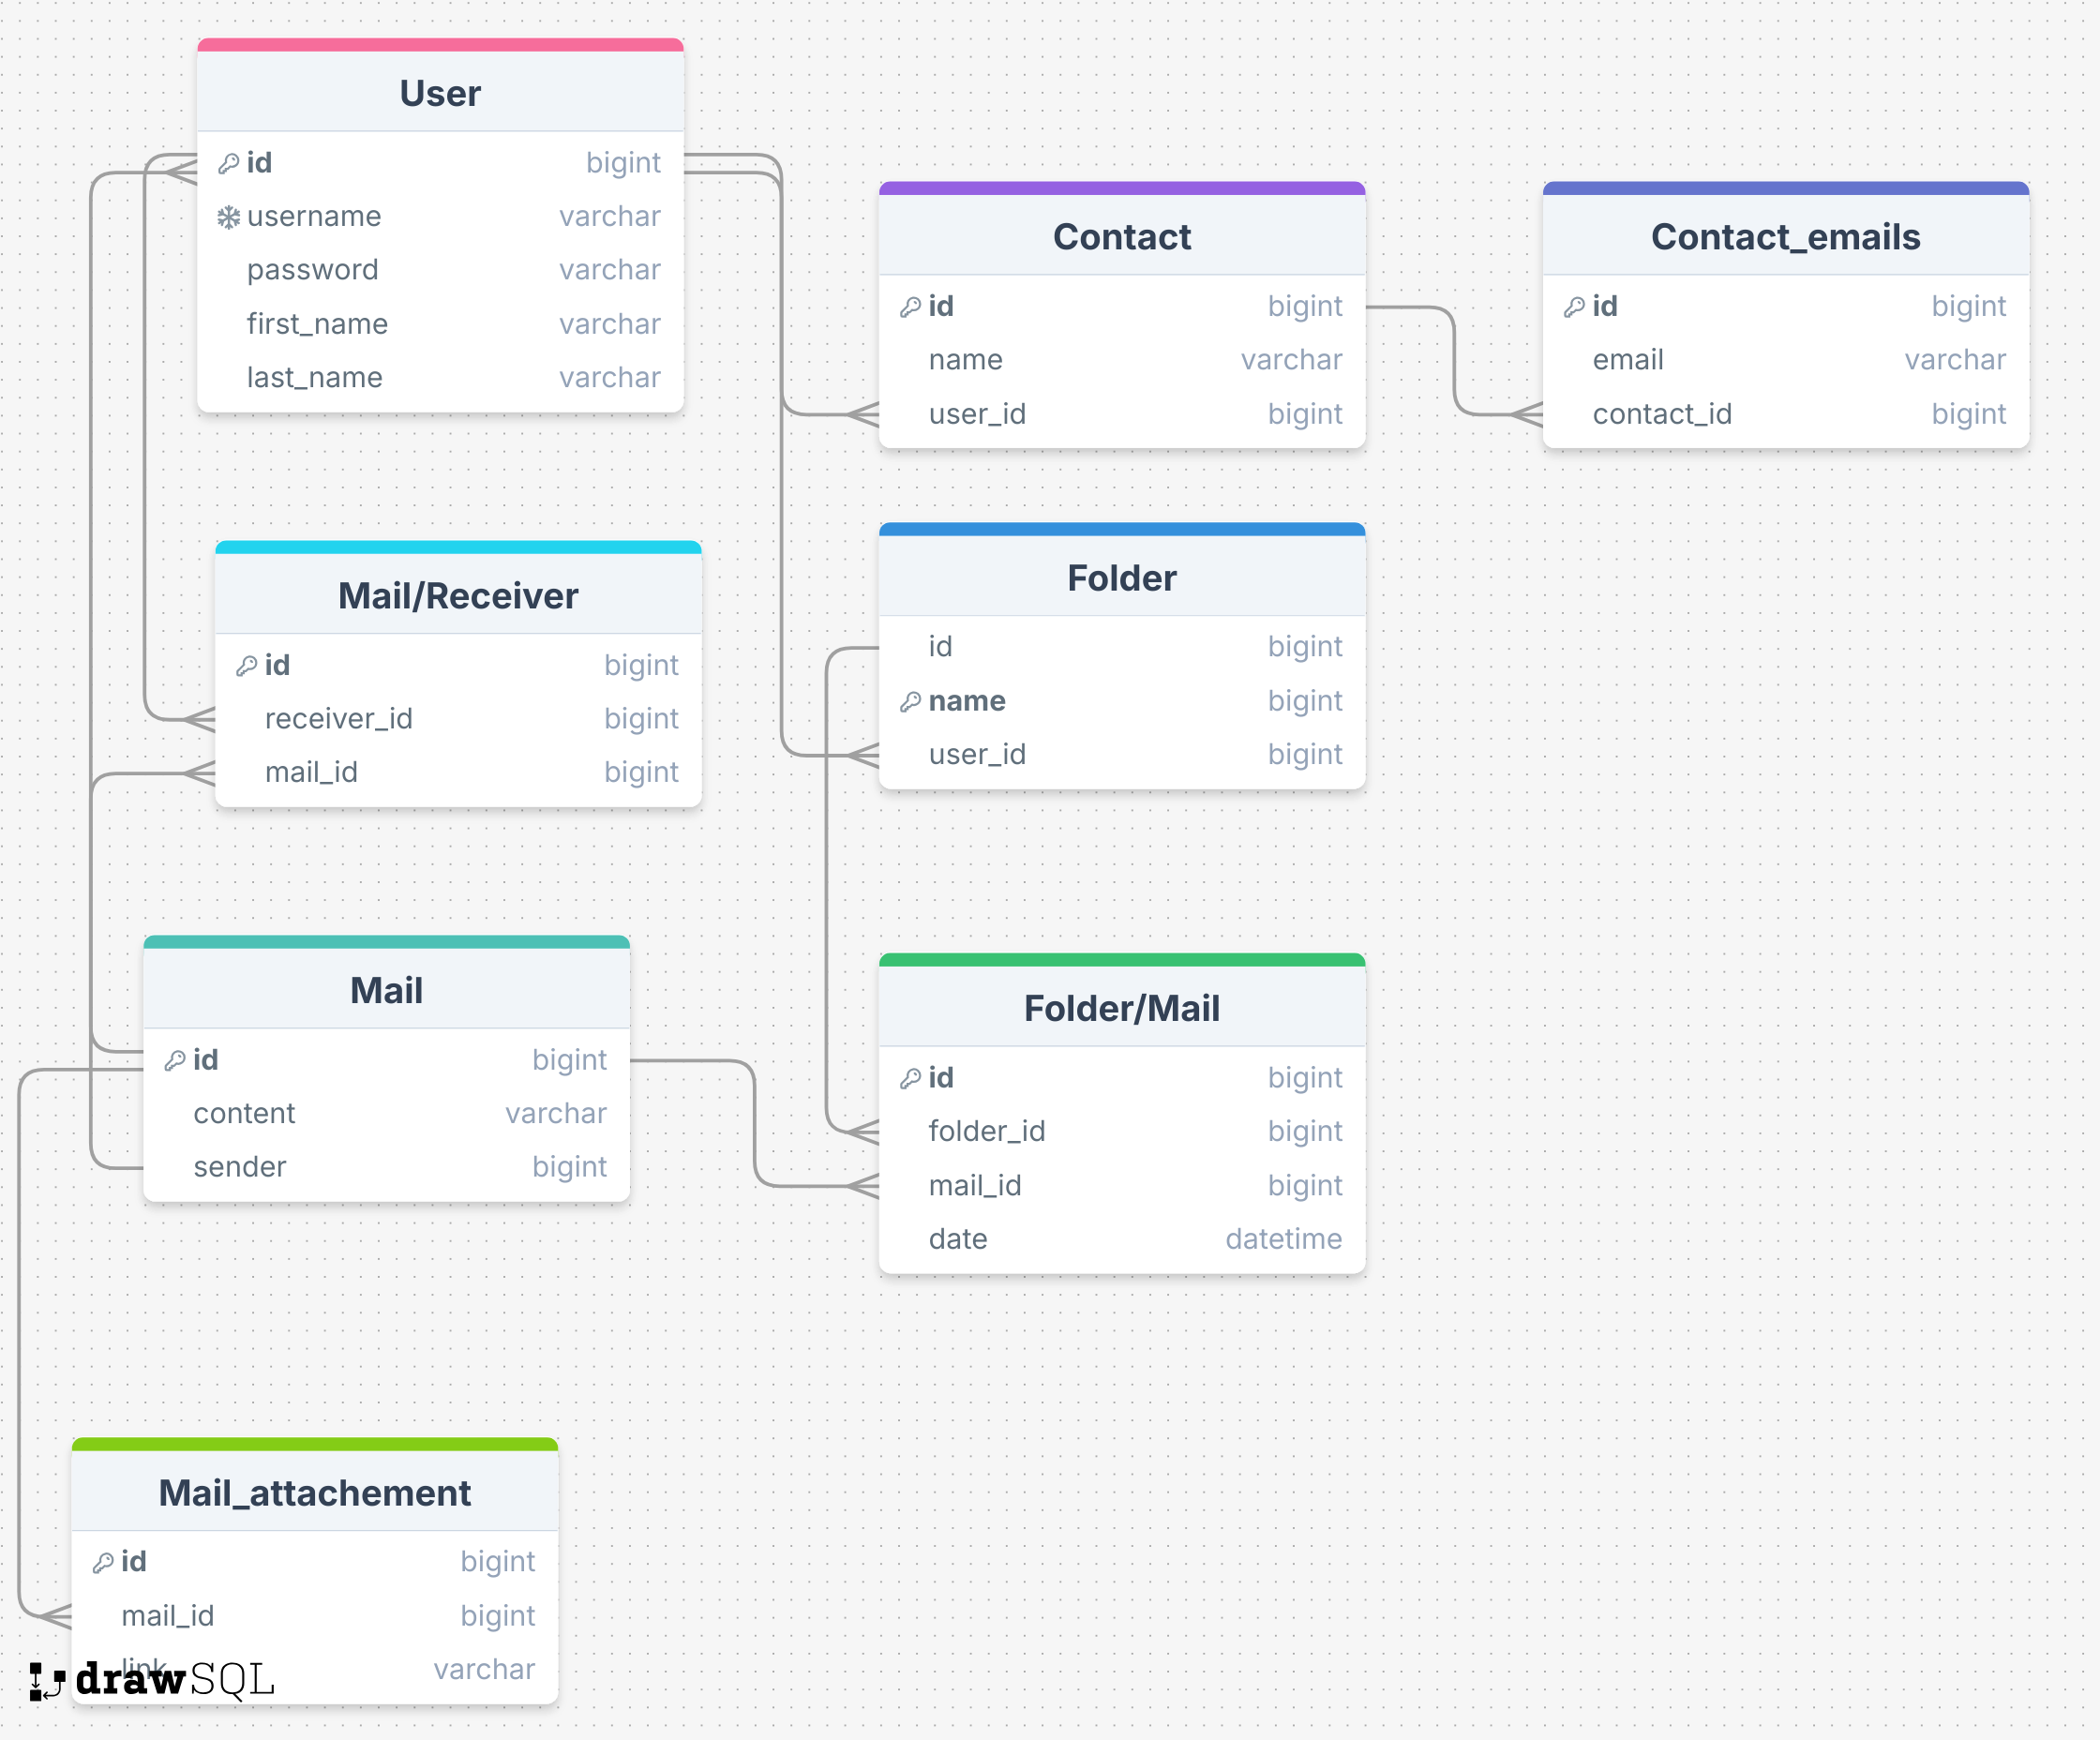 User
id bigint
username varchar
password varchar
first_name varchar
last_name varchar
Contact
id bigint
name varchar
user_id bigint
Contact_emails
id bigint
email varchar
contact_id bigint
Mail/Receiver
id bigint
receiver_id bigint
mail_id bigint
Folder
id bigint
name bigint
user_id bigint
Mail
id bigint
content varchar
sender bigint
Folder/Mail
id bigint
folder_id bigint
mail_id bigint
date datetime
Mail_attachement
id bigint
mail_id bigint
link varchar
drawSQL